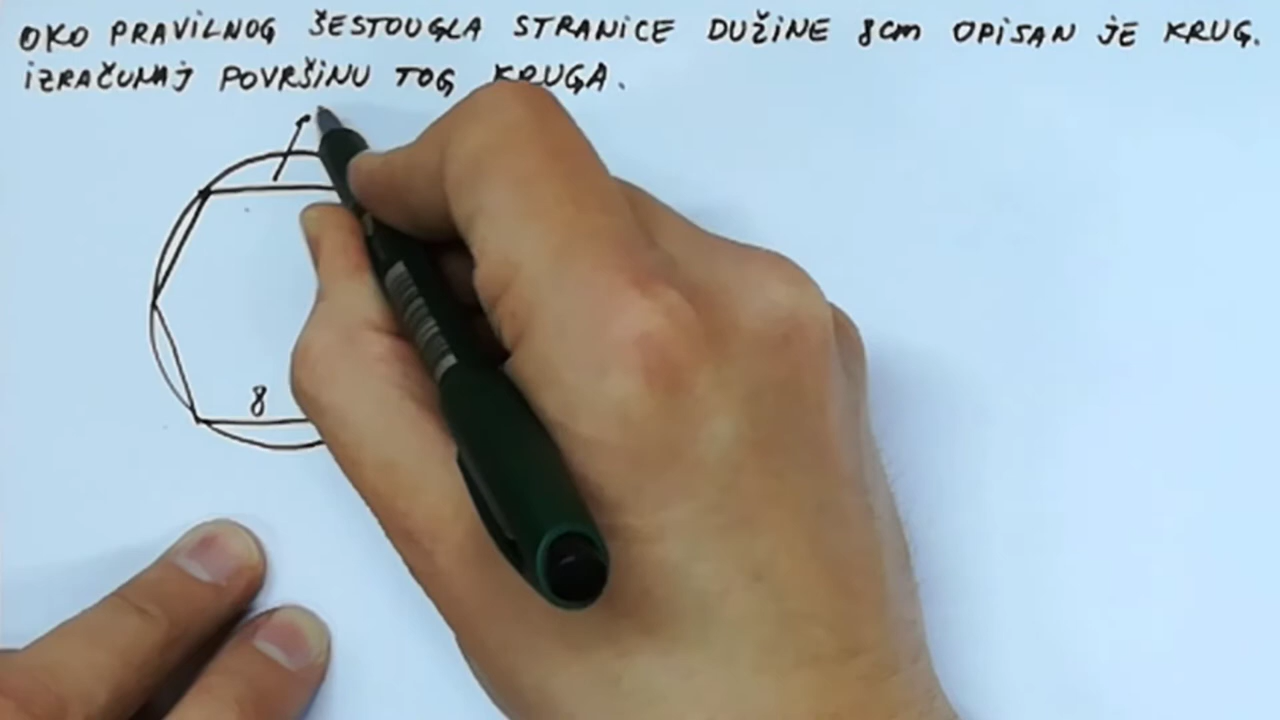 OKO PRAVILNOG ŠESTOUGLA STRANICE DUŽINE 8cm OPISAN JE KRUG.
IZRAČUNAJ POVRŠINU TOG KRUGA.
8